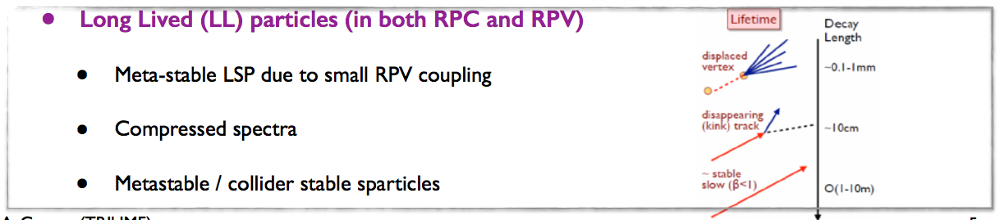 Long Lived (LL) particles (in both RPC and RPV)
Meta-stable LSP due to small RPV coupling
Compressed spectra
Metastable / collider stable sparticles
Lifetime
Decay
Length
displaced
vertex
~0.1-1mm
disappearing
(kink) track
~10cm
~ stable
slow (β<1)
O(1-10m)